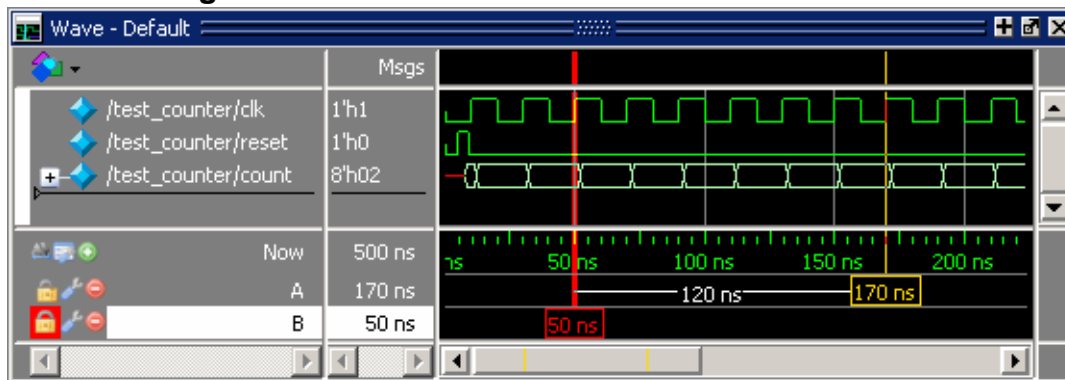 Wave - Default
Msgs
/test_counter/clk 1'h1
/test_counter/reset 1'h0
/test_counter/count 8'h02
Now 500 ns ns 50 ns 100 ns 150 ns 200 ns
A 170 ns 120 ns 170 ns
B 50 ns 50 ns